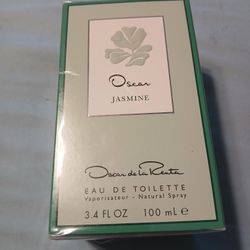 Oscar
JASMINE
Oscar de la Renta
EAU DE TOILETTE
Vaporisateur - Natural Spray
3.4 FL OZ 100 mL e